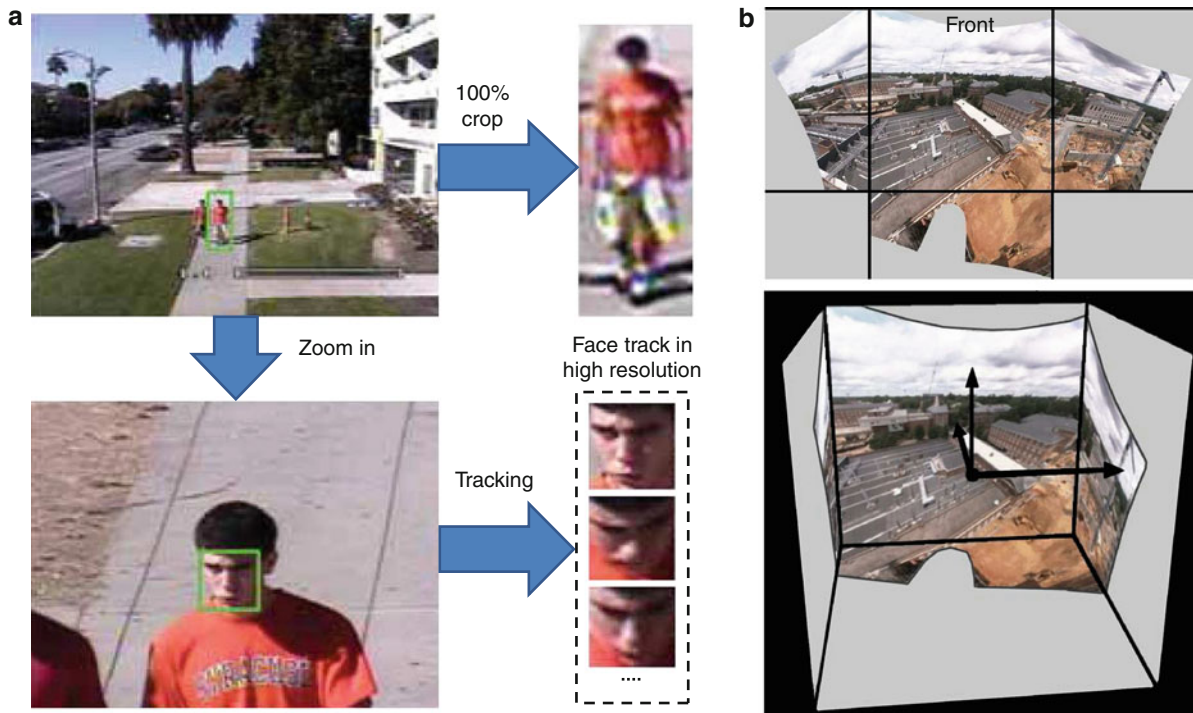 a
100%
crop
Zoom in
Face track in
high resolution
Tracking
....
b
Front